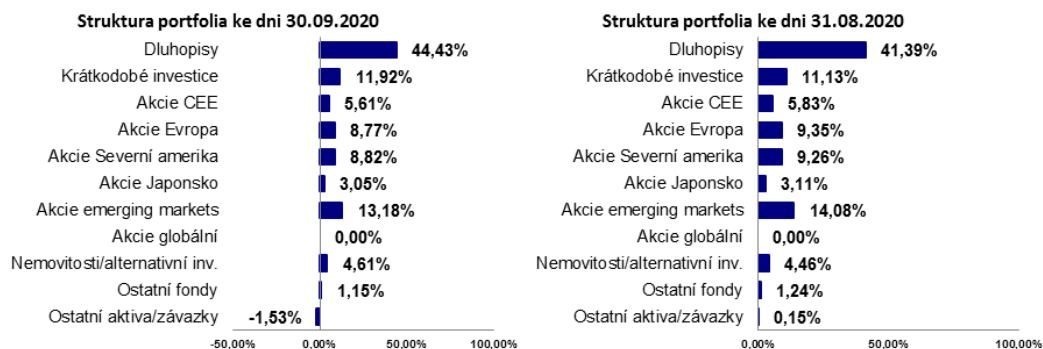 Struktura portfolia ke dni 30.09.2020
Dluhopisy 44,43%
Krátkodobé investice 11,92%
Akcie CEE 5,61%
Akcie Evropa 8,77%
Akcie Severní amerika 8,82%
Akcie Japonsko 3,05%
Akcie emerging markets 13,18%
Akcie globální 0,00%
Nemovitosti/alternativní inv. 4,61%
Ostatní fondy 1,15%
Ostatní aktiva/závazky -1,53%
-50,00% 0,00% 50,00% 100,00%
Struktura portfolia ke dni 31.08.2020
Dluhopisy 41,39%
Krátkodobé investice 11,13%
Akcie CEE 5,83%
Akcie Evropa 9,35%
Akcie Severní amerika 9,26%
Akcie Japonsko 3,11%
Akcie emerging markets 14,08%
Akcie globální 0,00%
Nemovitosti/alternativní inv. 4,46%
Ostatní fondy 1,24%
Ostatní aktiva/závazky 0,15%
0,00% 50,00% 100,00%